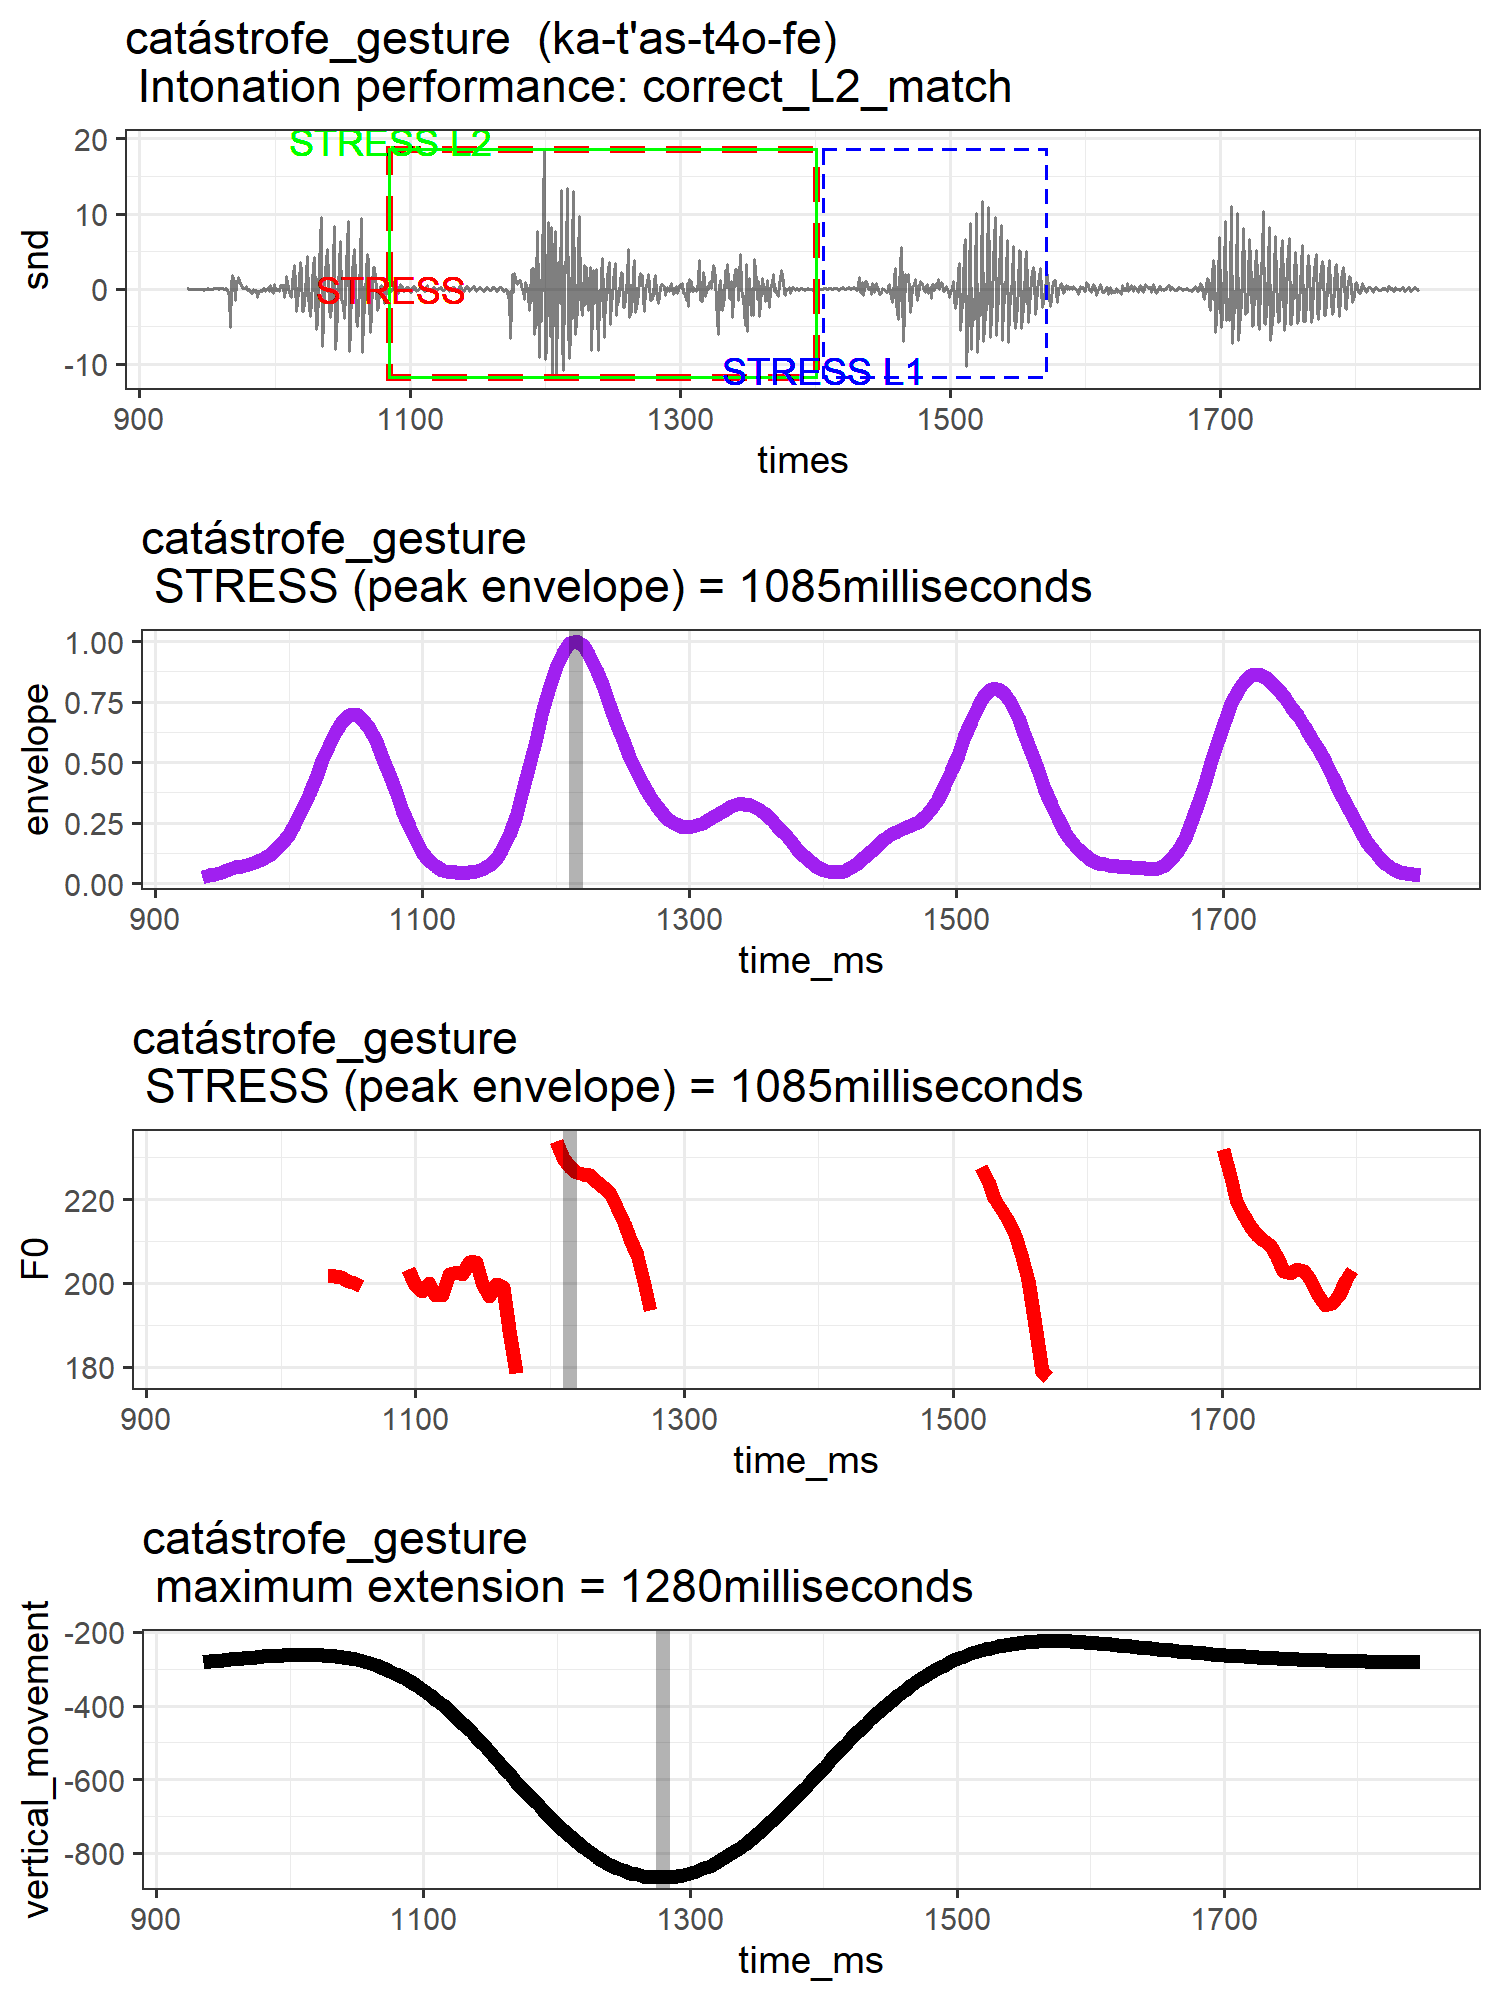 catástrofe_gesture  (ka-t'as-t4o-fe)
Intonation performance: correct_L2_match
STRESS L2
STRESS
STRESS L1
snd
20
10
0
-10
900 1100 1300 1500 1700
times
catástrofe_gesture
STRESS (peak envelope) = 1085milliseconds
envelope
1.00
0.75
0.50
0.25
0.00
900 1100 1300 1500 1700
time_ms
catástrofe_gesture
STRESS (peak envelope) = 1085milliseconds
F0
220
200
180
900 1100 1300 1500 1700
time_ms
catástrofe_gesture
maximum extension = 1280milliseconds
vertical_movement
-200
-400
-600
-800
900 1100 1300 1500 1700
time_ms